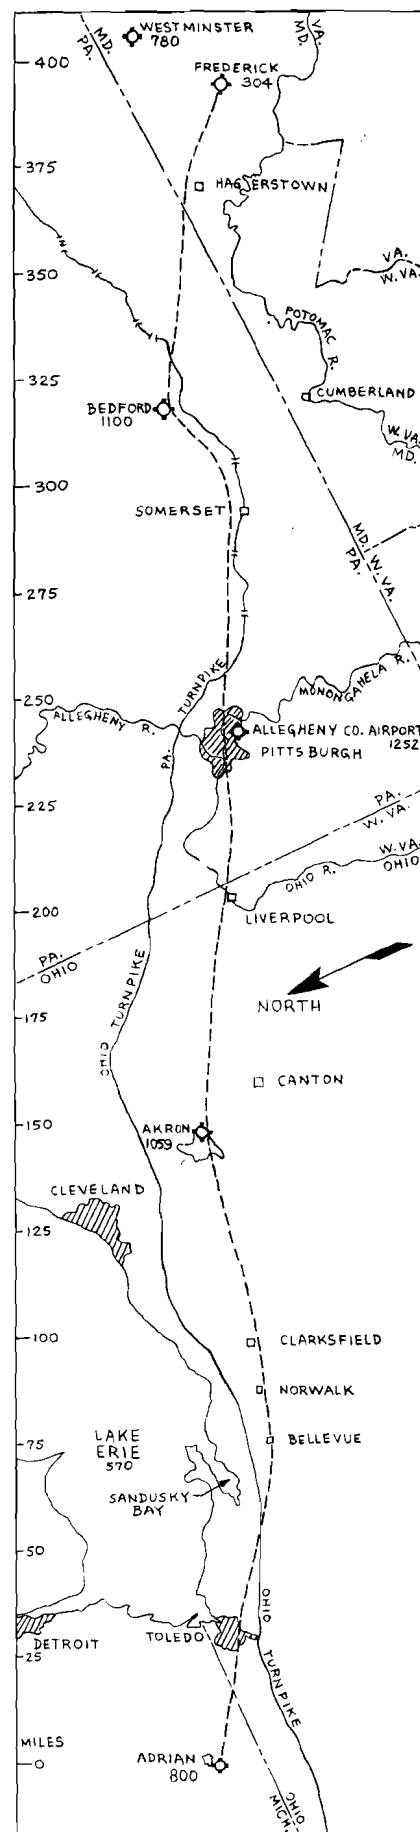 WESTMINSTER
780
400
MD.
PA.
VA.
MD.
FREDERICK
304
375
HAGERSTOWN
350
VA.
W. VA.
POTOMAC
R.
325
CUMBERLAND
BEDFORD
1100
W. VA.
MD.
300
SOMERSET
MD. W. VA.
PA.
275
TURNPIKE
PA.
MONONGAHELA R.
250
ALLEGHENY R.
ALLEGHENY CO. AIRPORT
1252
PITTSBURGH
225
PA.
W. VA.
W. VA.
OHIO
OHIO R.
200
LIVERPOOL
PA.
OHIO
OHIO TURNPIKE
NORTH
175
CANTON
150
AKRON
1059
CLEVELAND
125
100
CLARKSFIELD
NORWALK
75
BELLEVUE
LAKE
ERIE
570
SANDUSKY
BAY
50
OHIO TURNPIKE
DETROIT
TOLEDO
25
MILES
0
ADRIAN
800
OHIO
MICH.